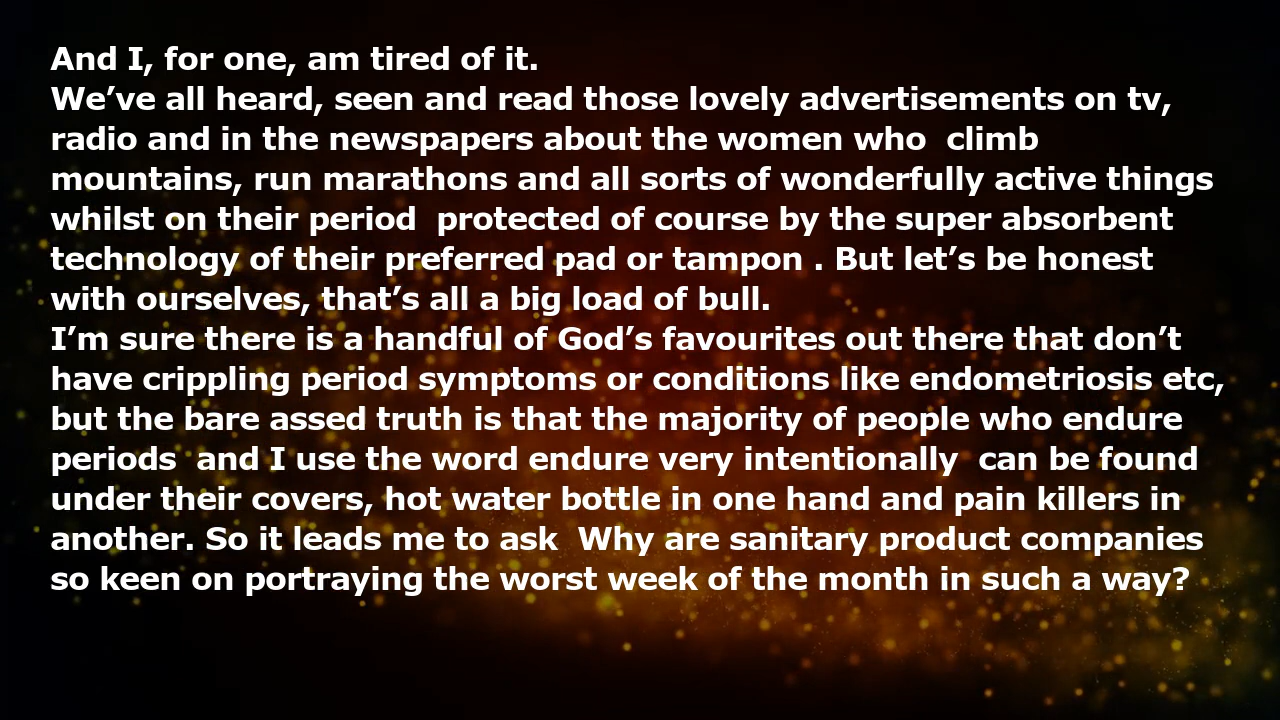 And I, for one, am tired of it.
We’ve all heard, seen and read those lovely advertisements on tv,
radio and in the newspapers about the women who  climb
mountains, run marathons and all sorts of wonderfully active things
whilst on their period  protected of course by the super absorbent
technology of their preferred pad or tampon . But let’s be honest
with ourselves, that’s all a big load of bull.
I’m sure there is a handful of God’s favourites out there that don’t
have crippling period symptoms or conditions like endometriosis etc,
but the bare assed truth is that the majority of people who endure
periods  and I use the word endure very intentionally  can be found
under their covers, hot water bottle in one hand and pain killers in
another. So it leads me to ask  Why are sanitary product companies
so keen on portraying the worst week of the month in such a way?